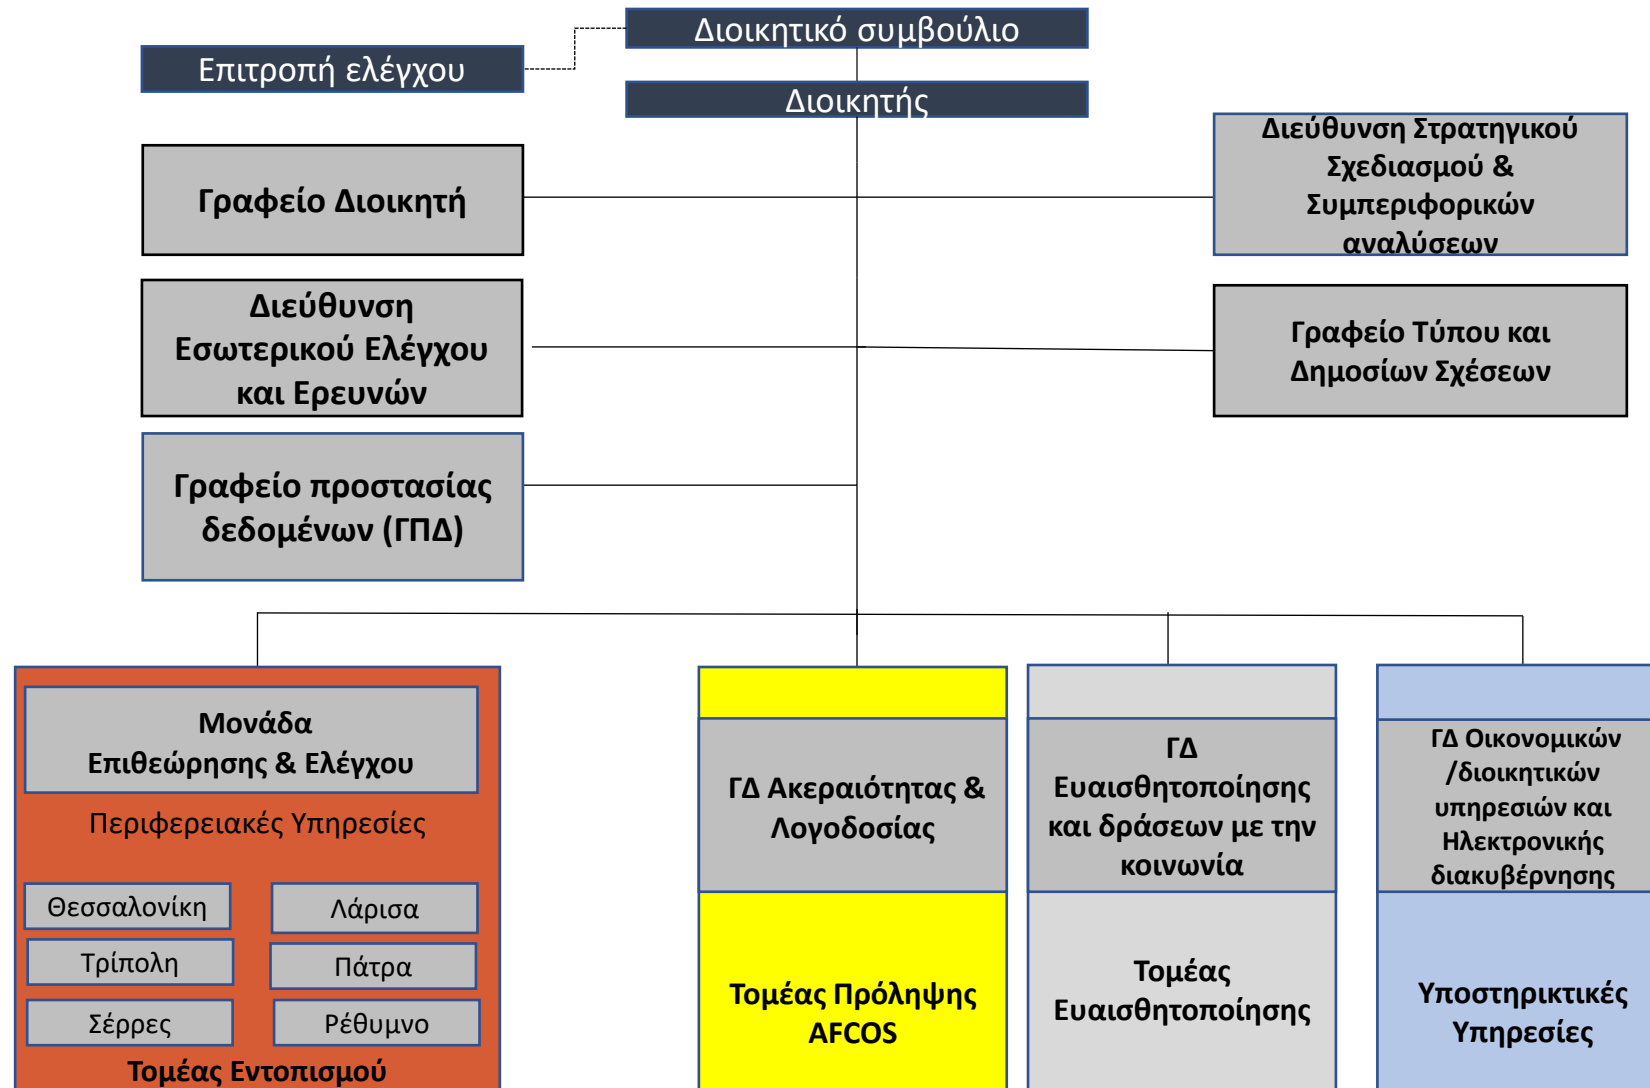 Διοικητικό συμβούλιο
Επιτροπή ελέγχου
Διοικητής
Γραφείο Διοικητή
Διεύθυνση Στρατηγικού
Σχεδιασμού &
Συμπεριφορικών
αναλύσεων
Διεύθυνση
Εσωτερικού Ελέγχου
και Ερευνών
Γραφείο Τύπου και
Δημοσίων Σχέσεων
Γραφείο προστασίας
δεδομένων (ΓΠΔ)
Μονάδα
Επιθεώρησης & Ελέγχου
Περιφερειακές Υπηρεσίες
Θεσσαλονίκη
Λάρισα
Τρίπολη
Πάτρα
Σέρρες
Ρέθυμνο
Τομέας Εντοπισμού
ΓΔ Ακεραιότητας &
Λογοδοσίας
Τομέας Πρόληψης
AFCOS
ΓΔ
Ευαισθητοποίησης
και δράσεων με την
κοινωνία
Τομέας
Ευαισθητοποίησης
ΓΔ Οικονομικών
/διοικητικών
υπηρεσιών και
Ηλεκτρονικής
διακυβέρνησης
Υποστηρικτικές
Υπηρεσίες